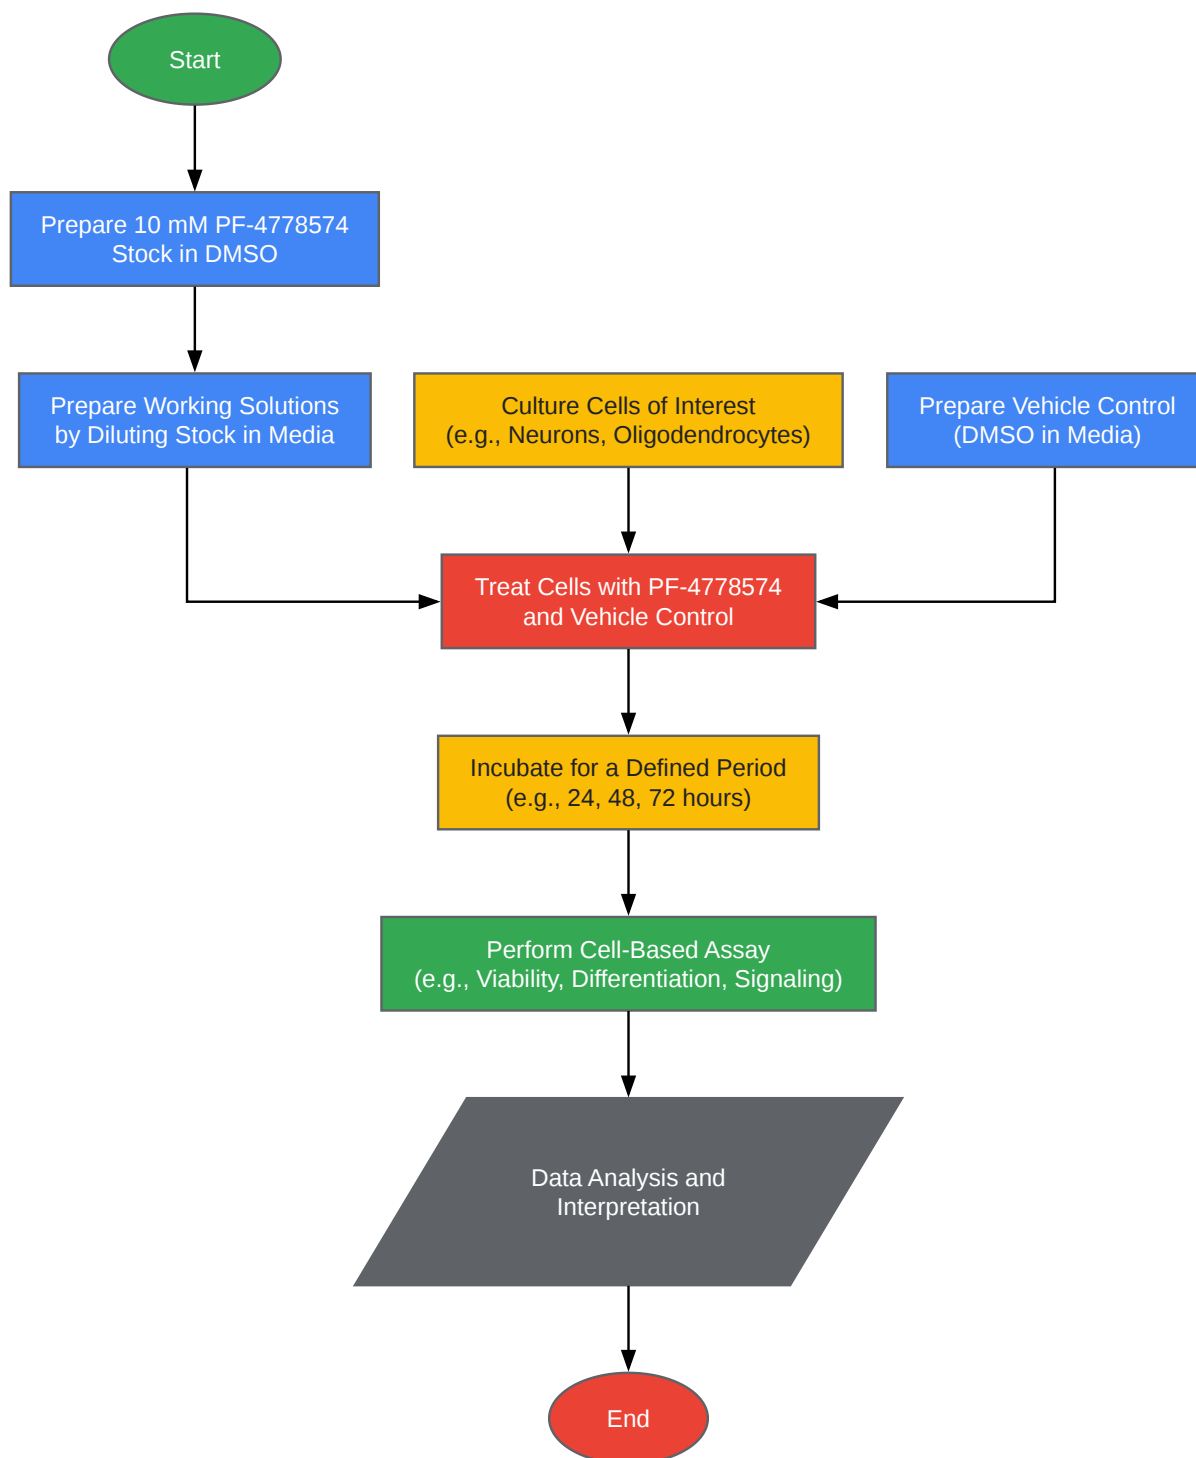 Start
Prepare 10 mM PF-4778574
Stock in DMSO
Prepare Working Solutions
by Diluting Stock in Media
Culture Cells of Interest
(e.g., Neurons, Oligodendrocytes)
Prepare Vehicle Control
(DMSO in Media)
Treat Cells with PF-4778574
and Vehicle Control
Incubate for a Defined Period
(e.g., 24, 48, 72 hours)
Perform Cell-Based Assay
(e.g., Viability, Differentiation, Signaling)
Data Analysis and
Interpretation
End